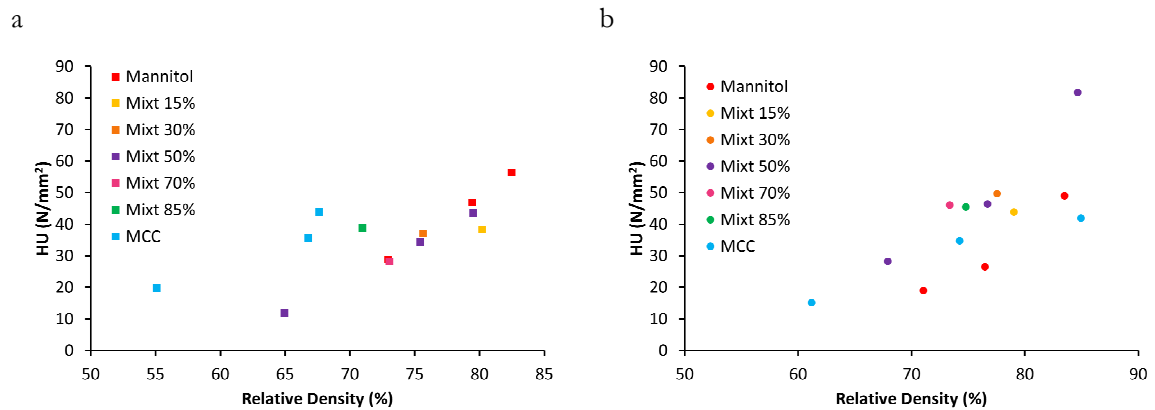 a
90
80
70
60
50
40
30
20
10
0
HU (N/mm²)
Mannitol
Mixt 15%
Mixt 30%
Mixt 50%
Mixt 70%
Mixt 85%
MCC
50 55 60 65 70 75 80 85
Relative Density (%)
b
90
80
70
60
50
40
30
20
10
0
HU (N/mm²)
Mannitol
Mixt 15%
Mixt 30%
Mixt 50%
Mixt 70%
Mixt 85%
MCC
50 60 70 80 90
Relative Density (%)